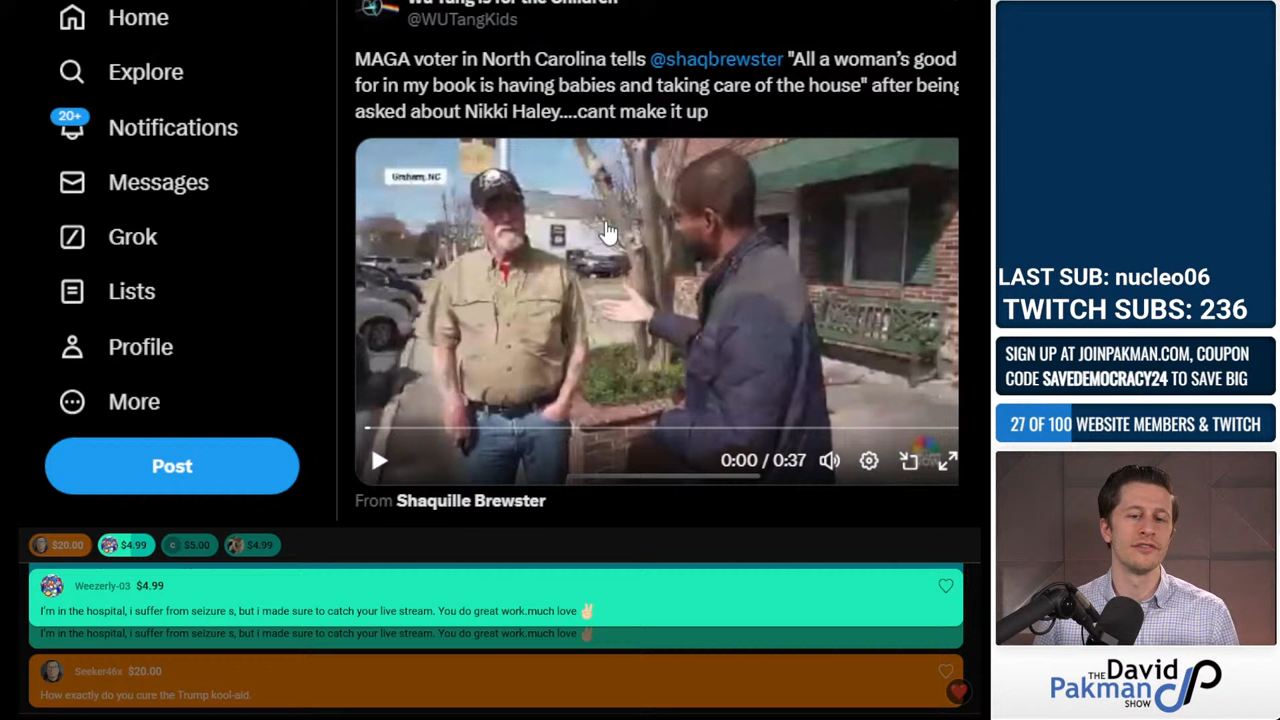 Home
Explore
20+
Notifications
Messages
Grok
Lists
Profile
More
Post
Wu Tang is for the Children
@WUTangKids
MAGA voter in North Carolina tells @shaqbrewster "All a woman’s good
for in my book is having babies and taking care of the house" after being
asked about Nikki Haley....cant make it up
Graham, NC
0:00 / 0:37
From Shaquille Brewster
$20.00
$4.99
C $5.00
$4.99
Weezerly-03 $4.99
I'm in the hospital, i suffer from seizure s, but i made sure to catch your live stream. You do great work.much love ✌🏻
I'm in the hospital, i suffer from seizure s, but i made sure to catch your live stream. You do great work.much love ✌🏻
Seeker46x $20.00
How exactly do you cure the Trump kool-aid.
LAST SUB: nucleo06
TWITCH SUBS: 236
SIGN UP AT JOINPAKMAN.COM, COUPON
CODE SAVEDEMOCRACY24 TO SAVE BIG
27 OF 100 WEBSITE MEMBERS & TWITCH
THE David
Pakman
SHOW